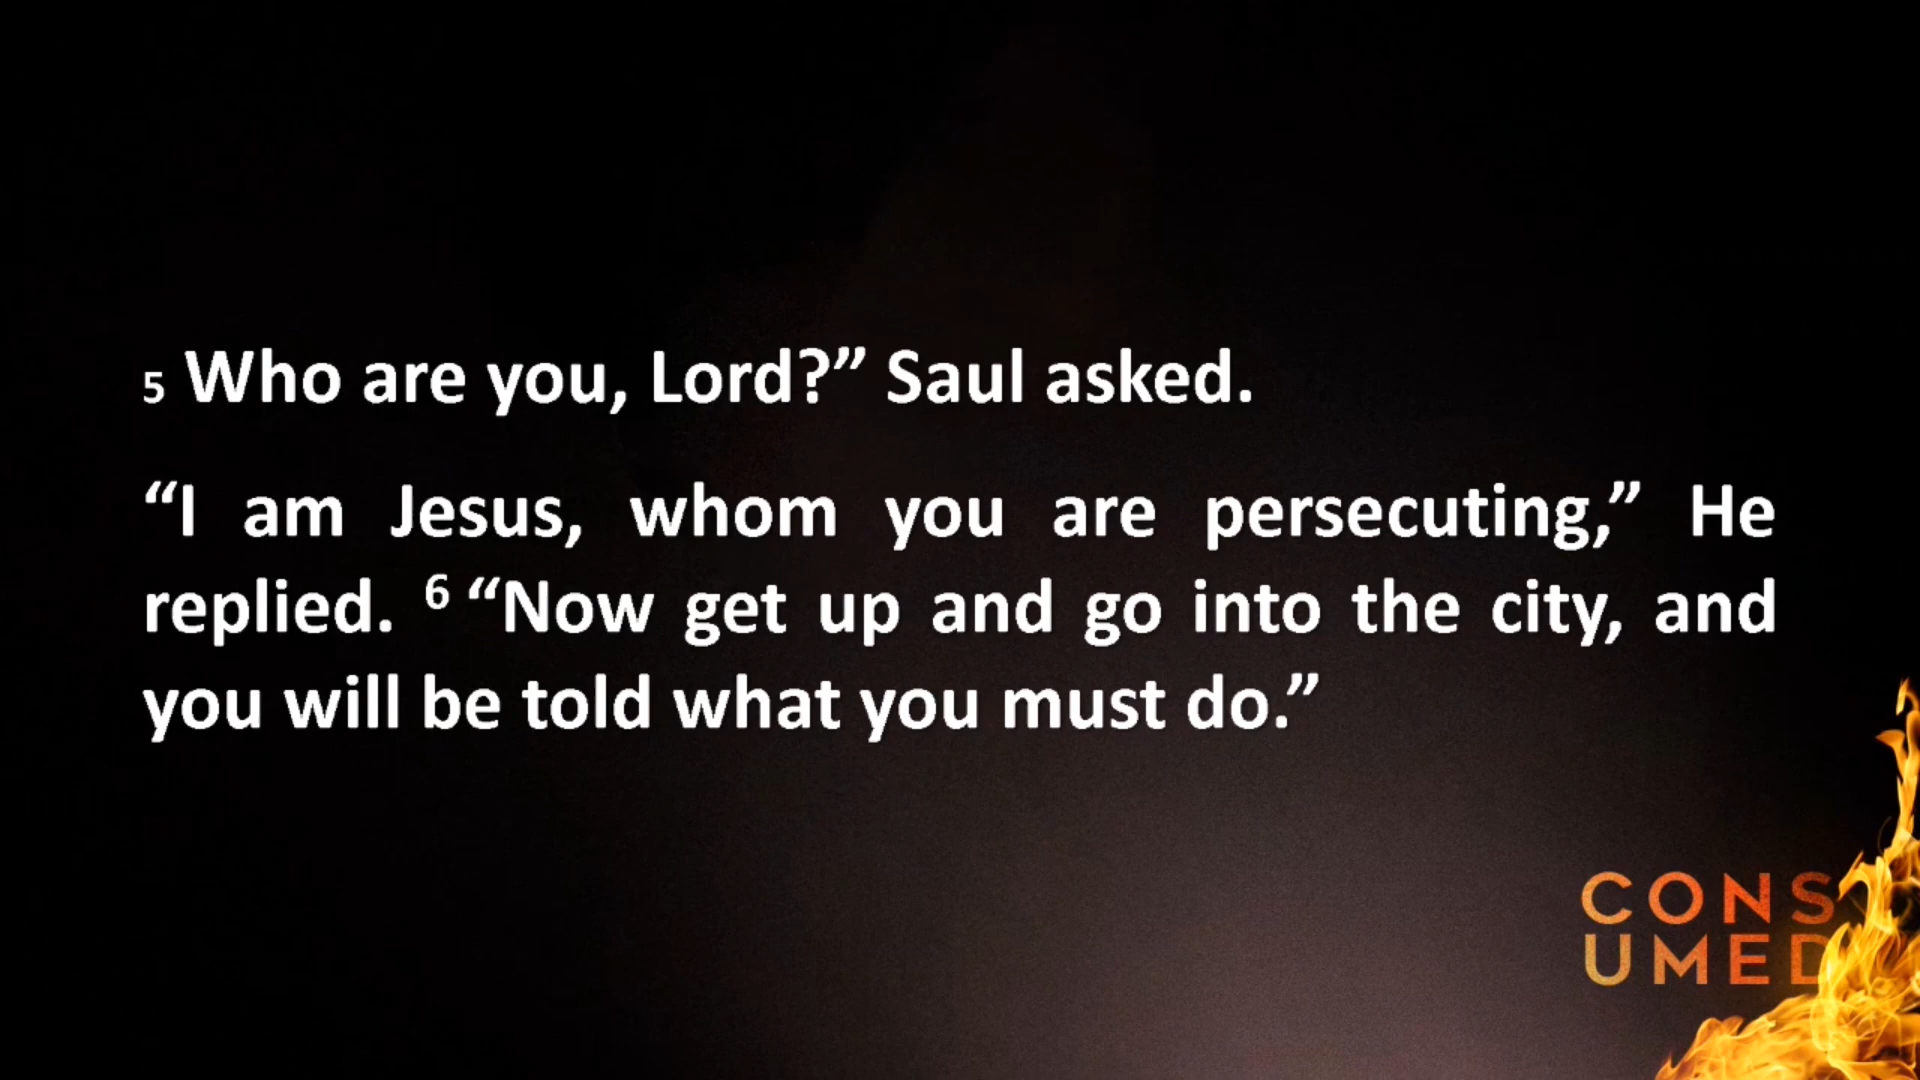 5 Who are you, Lord?” Saul asked.
“I am Jesus, whom you are persecuting,” He
replied. 6 “Now get up and go into the city, and
you will be told what you must do.”
CONS
UMED